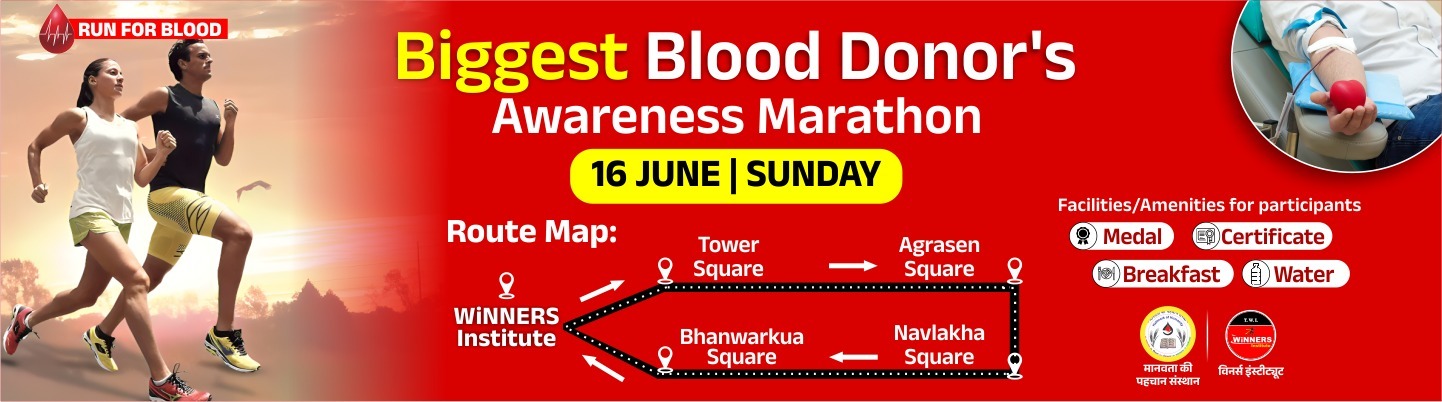 RUN FOR BLOOD
Biggest Blood Donor's
Awareness Marathon
16 JUNE | SUNDAY
Route Map:
Tower
Square
Agrasen
Square
WiNNERS
Institute
Bhanwarkua
Square
Navlakha
Square
Facilities/Amenities for participants
Medal
Certificate
Breakfast
Water
T.W.I.
WiNNERS
मानवता की
पहचान संस्थान
विनर्स इंस्टीट्यूट